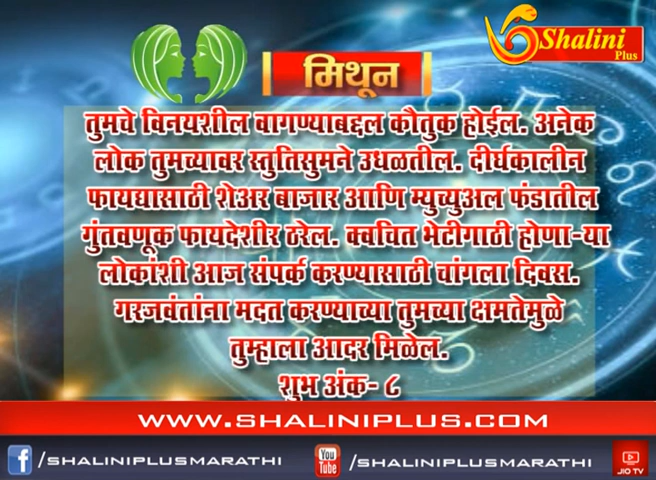 Shalini
Plus
मिथून
तुमचे विनयशील वागण्याबद्दल कौतुक होईल. अनेक
लोक तुमच्यावर स्तुतिसुमने उधळतील. दीर्घकालीन
फायद्यासाठी शेअर बाजार आणि म्युच्युअल फंडातील
गुंतवणूक फायदेशीर ठरेल. क्वचित भेटीगाठी होणा-या
लोकांशी आज संपर्क करण्यासाठी चांगला दिवस.
गरजवंतांना मदत करण्याच्या तुमच्या क्षमतेमुळे
तुम्हाला आदर मिळेल.
शुभ अंक- ८
WWW.SHALINIPLUS.COM
f /SHALINIPLUSMARATHI
You Tube /SHALINIPLUSMARATHI
JIO TV